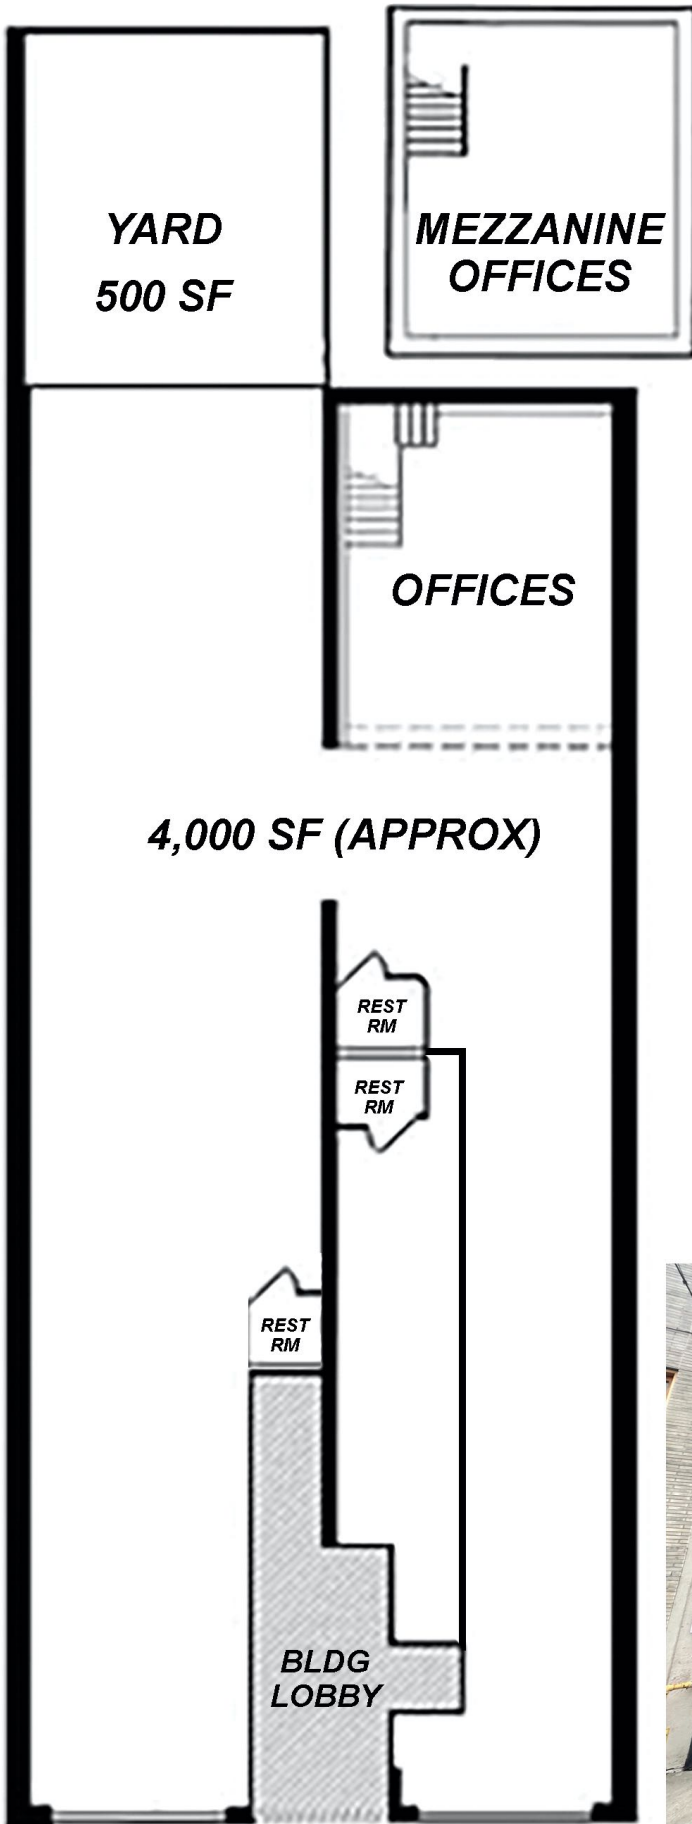 YARD
500 SF
MEZZANINE
OFFICES
OFFICES
4,000 SF (APPROX)
REST
RM
REST
RM
REST
RM
BLDG
LOBBY